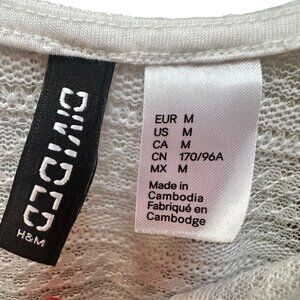 DIVIDED
H&M
EUR M
US M
CA M
CN 170/96A
MX M
Made in
Cambodia
Fabriqué en
Cambodge